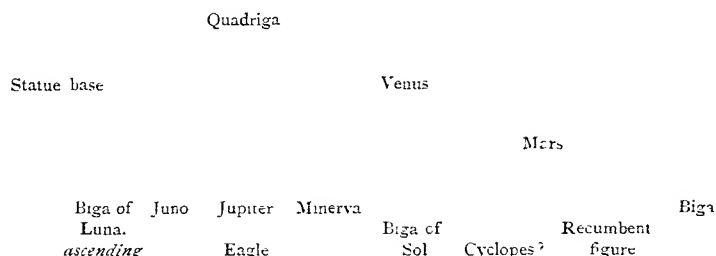 Quadriga
Statue base Venus
Mars
Biga of Juno Jupiter Minerva Biga
Luna. Biga of Recumbent
ascending Eagle Sol Cyclopes? figure